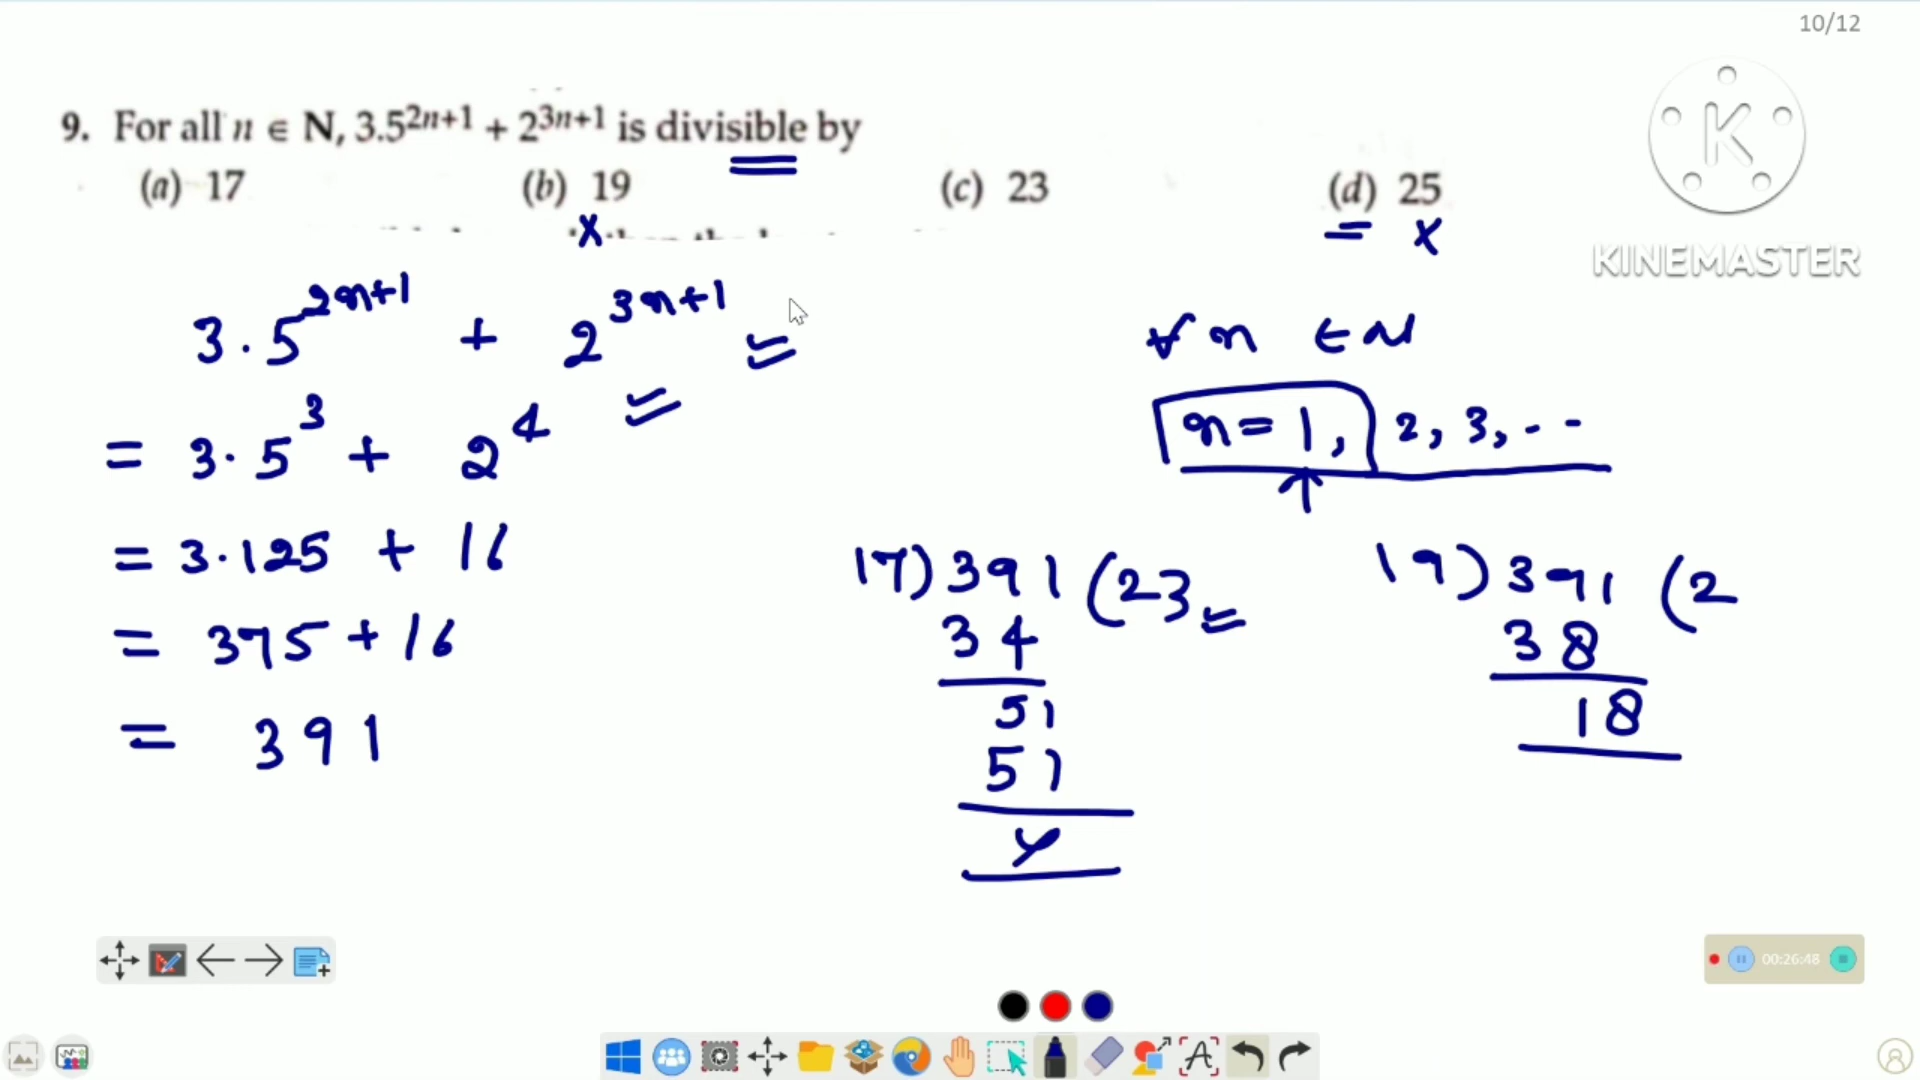 10/12
9. For all n ∈ N, 3.5^{2n+1} + 2^{3n+1} is divisible by
(a) 17 (b) 19 (c) 23 (d) 25
x = x
KINEMASTER
3.5^{2n+1} + 2^{3n+1}
∀ n ∈ N
= 3.5^3 + 2^4
n = 1, 2, 3, ...
= 3.125 + 16
17) 391 (23
19) 391 (2
= 375 + 16
34
38
51
18
= 391
51
00:26:48